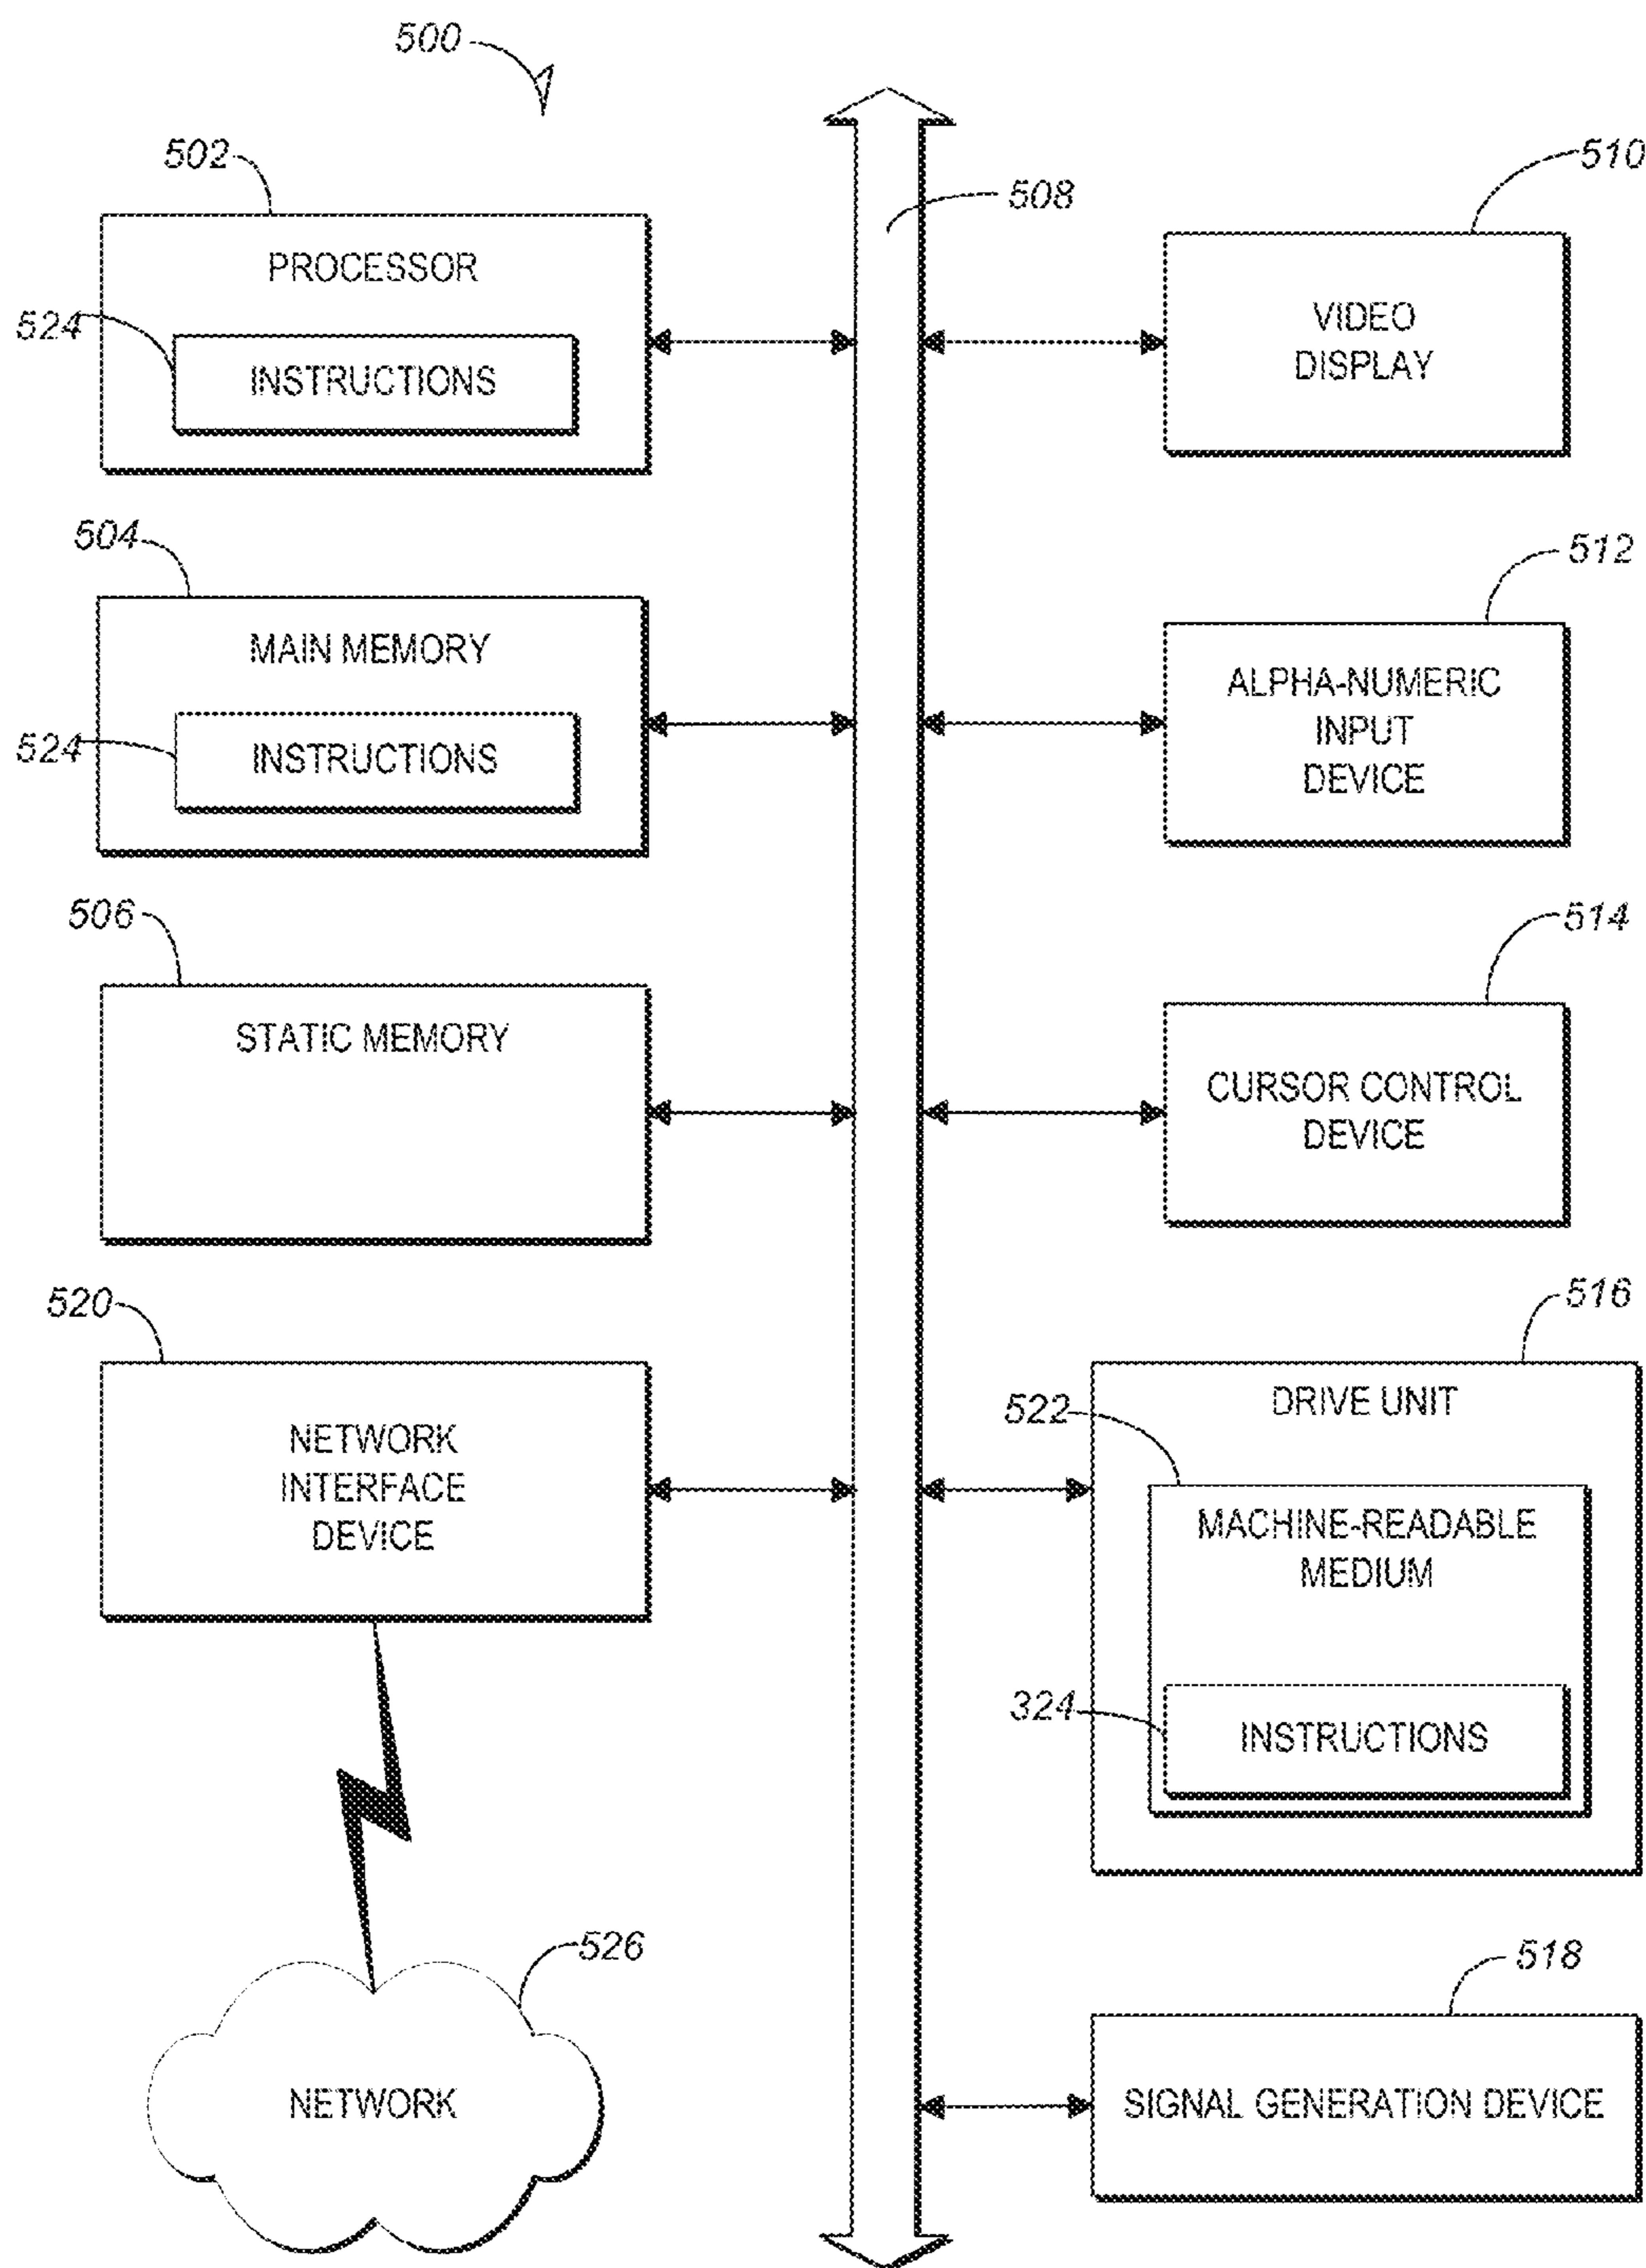 500
502
PROCESSOR
524
INSTRUCTIONS
504
MAIN MEMORY
524
INSTRUCTIONS
506
STATIC MEMORY
520
NETWORK
INTERFACE
DEVICE
526
NETWORK
508
510
VIDEO
DISPLAY
512
ALPHA-NUMERIC
INPUT
DEVICE
514
CURSOR CONTROL
DEVICE
516
DRIVE UNIT
522
MACHINE-READABLE
MEDIUM
324
INSTRUCTIONS
518
SIGNAL GENERATION DEVICE